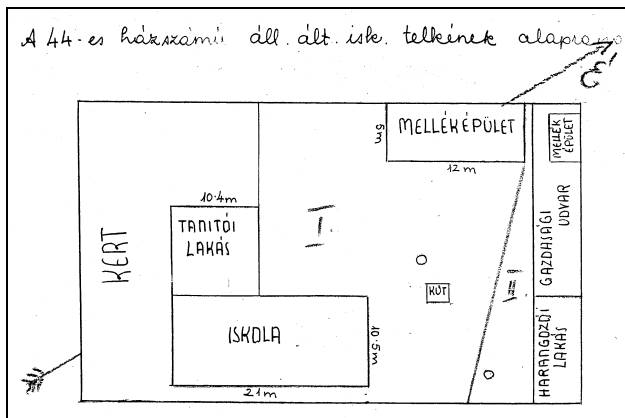 A 44-es házszámú áll. ált. isk. telkének
É
5m
MELLÉKÉPÜLET
12 m
MELLÉK
ÉPÜLET
10.4m
TANITÓI
LAKÁS
I
KERT
GAZDASÁGI
UDVAR
KÚT
II
ISKOLA
10.5m
21m
HARANGOZÓI
LAKÁS